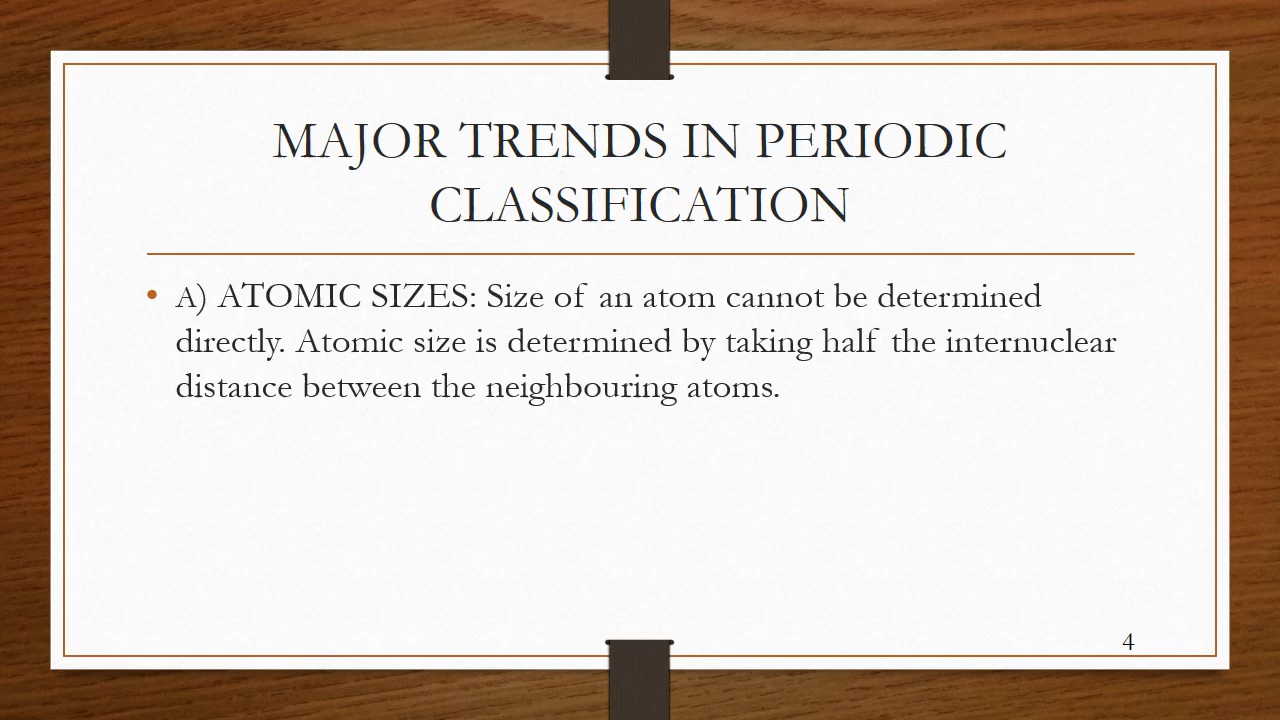 MAJOR TRENDS IN PERIODIC
CLASSIFICATION
• A) ATOMIC SIZES: Size of an atom cannot be determined
directly. Atomic size is determined by taking half the internuclear
distance between the neighbouring atoms.
4